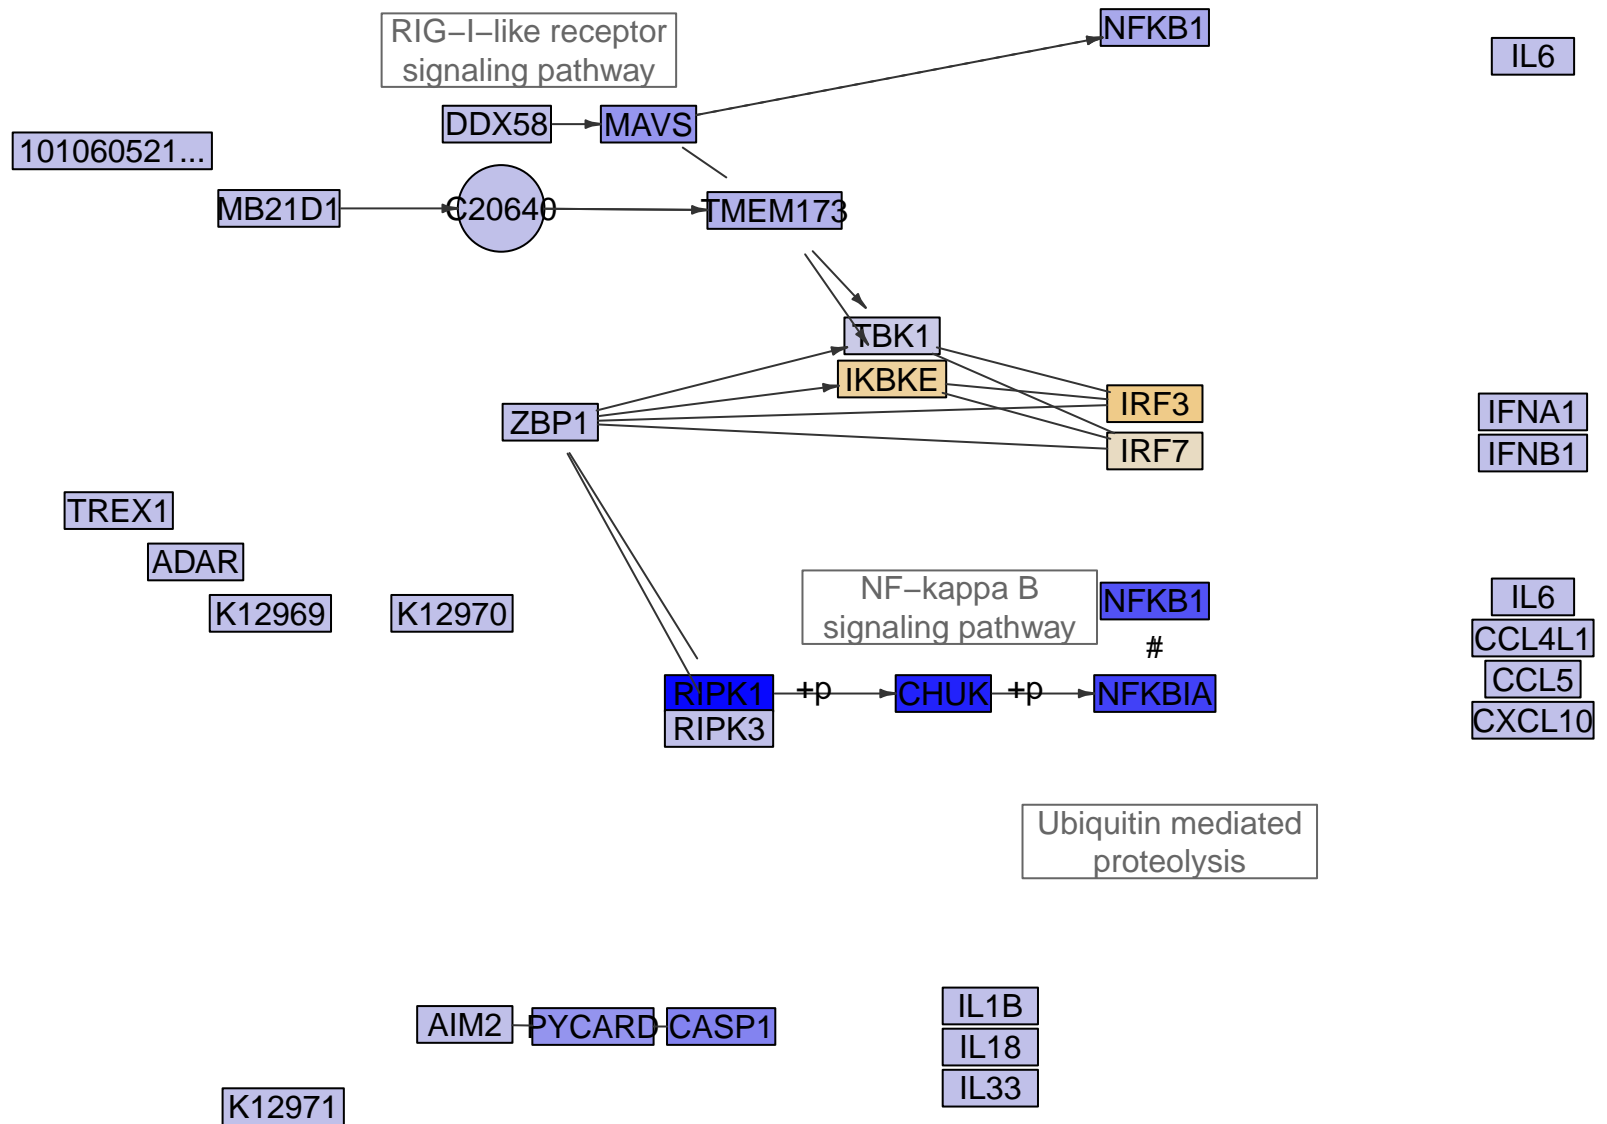 RIG−I−like receptor
signaling pathway
NFKB1
IL6
DDX58
MAVS
101060521...
MB21D1
C20640
TMEM173
TBK1
IKBKE
IRF3
IFNA1
ZBP1
IRF7
IFNB1
TREX1
ADAR
NF−kappa B
signaling pathway
NFKB1
IL6
K12969
K12970
#
CCL4L1
RIPK1
+p
CHUK
+p
NFKBIA
CCL5
RIPK3
CXCL10
Ubiquitin mediated
proteolysis
AIM2
PYCARD
CASP1
IL1B
IL18
IL33
K12971